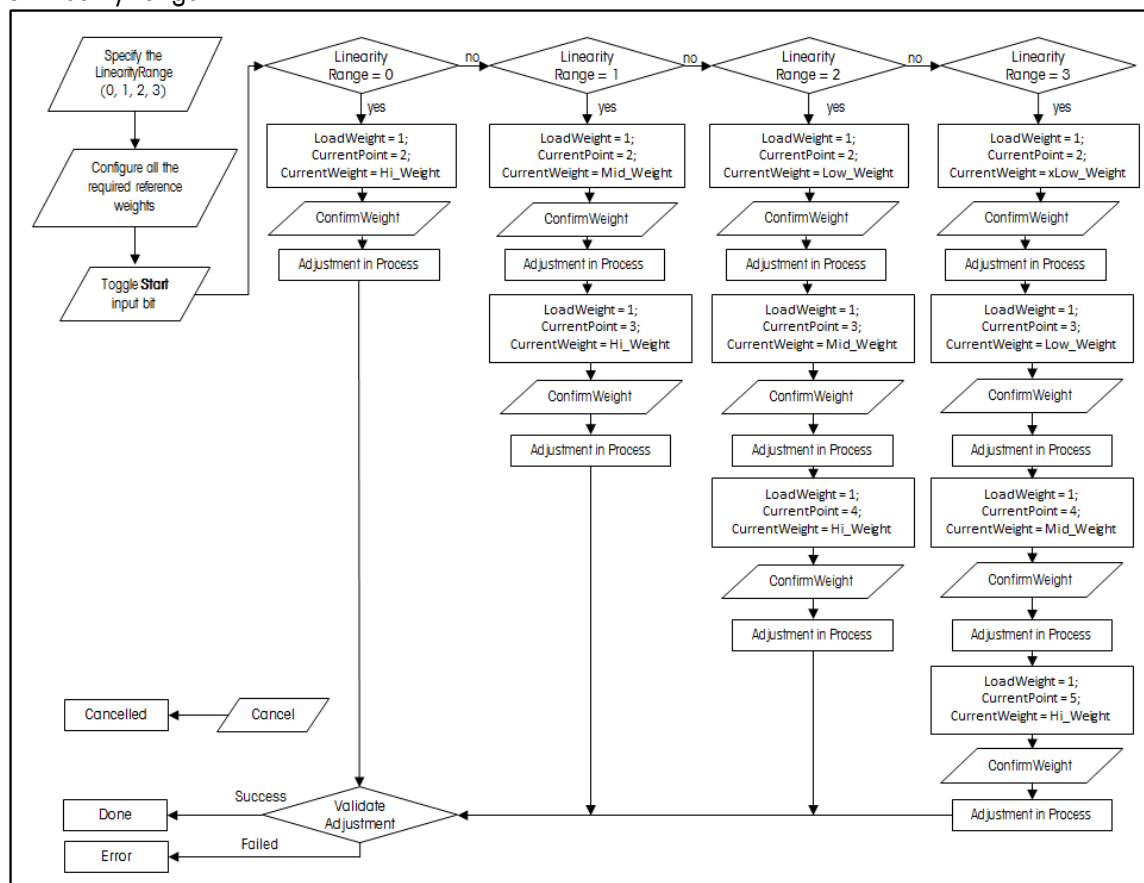 Specify the
LinearityRange
(0, 1, 2, 3)
Configure all the
required reference
weights
Toggle Start
input bit
Linearity
Range = 0
no
yes
LoadWeight = 1;
CurrentPoint = 2;
CurrentWeight = Hi_Weight
ConfirmWeight
Adjustment in Process
Linearity
Range = 1
no
yes
LoadWeight = 1;
CurrentPoint = 2;
CurrentWeight = Mid_Weight
ConfirmWeight
Adjustment in Process
LoadWeight = 1;
CurrentPoint = 3;
CurrentWeight = Hi_Weight
ConfirmWeight
Adjustment in Process
Linearity
Range = 2
no
yes
LoadWeight = 1;
CurrentPoint = 2;
CurrentWeight = Low_Weight
ConfirmWeight
Adjustment in Process
LoadWeight = 1;
CurrentPoint = 3;
CurrentWeight = Mid_Weight
ConfirmWeight
Adjustment in Process
LoadWeight = 1;
CurrentPoint = 4;
CurrentWeight = Hi_Weight
ConfirmWeight
Adjustment in Process
Linearity
Range = 3
yes
LoadWeight = 1;
CurrentPoint = 2;
CurrentWeight = xLow_Weight
ConfirmWeight
Adjustment in Process
LoadWeight = 1;
CurrentPoint = 3;
CurrentWeight = Low_Weight
ConfirmWeight
Adjustment in Process
LoadWeight = 1;
CurrentPoint = 4;
CurrentWeight = Mid_Weight
ConfirmWeight
Adjustment in Process
LoadWeight = 1;
CurrentPoint = 5;
CurrentWeight = Hi_Weight
ConfirmWeight
Adjustment in Process
Cancelled
Cancel
Validate
Adjustment
Success
Done
Failed
Error